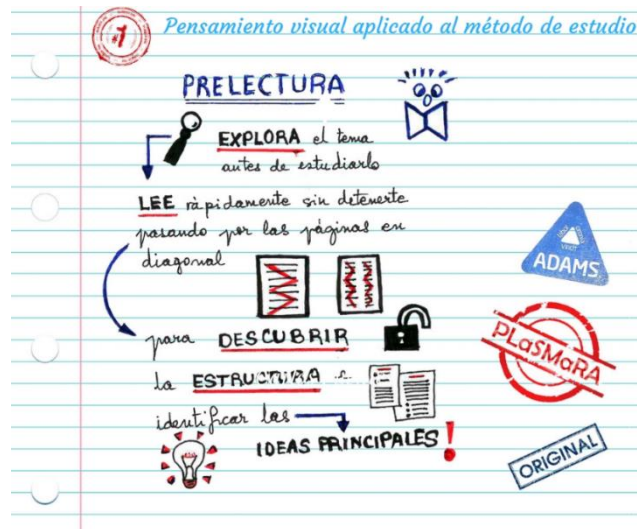 1
Pensamiento visual aplicado al método de estudio
PRELECTURA
EXPLORA el tema
antes de estudiarlo
LEE rápidamente sin detenerte
pasando por las páginas en
diagonal
para DESCUBRIR
la ESTRUCTURA e
identificar las
IDEAS PRINCIPALES!
ADAMS
PLaSMaRA
ORIGINAL